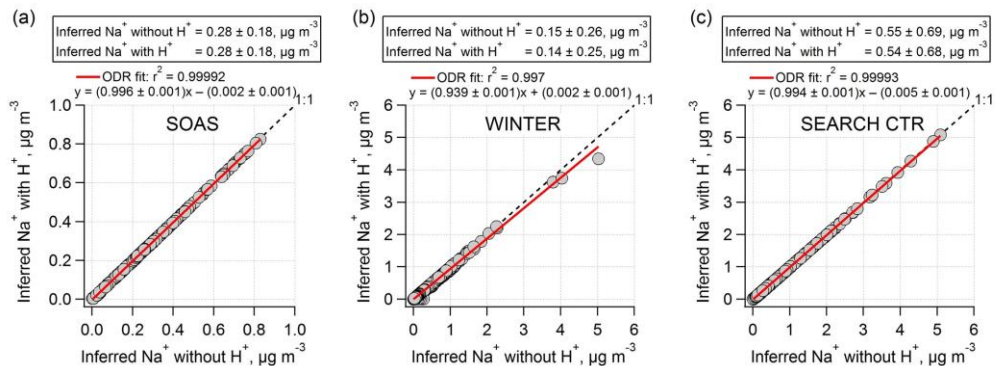 (a)
Inferred Na⁺ without H⁺ = 0.28 ± 0.18, µg m⁻³
Inferred Na⁺ with H⁺ = 0.28 ± 0.18, µg m⁻³
ODR fit: r² = 0.99992
y = (0.996 ± 0.001)x − (0.002 ± 0.001)
1:1
SOAS
Inferred Na⁺ with H⁺, µg m⁻³
1.0
0.8
0.6
0.4
0.2
0.0
0.0 0.2 0.4 0.6 0.8 1.0
Inferred Na⁺ without H⁺, µg m⁻³
(b)
Inferred Na⁺ without H⁺ = 0.15 ± 0.26, µg m⁻³
Inferred Na⁺ with H⁺ = 0.14 ± 0.25, µg m⁻³
ODR fit: r² = 0.997
y = (0.939 ± 0.001)x + (0.002 ± 0.001)
1:1
WINTER
Inferred Na⁺ with H⁺, µg m⁻³
6
5
4
3
2
1
0
0 1 2 3 4 5 6
Inferred Na⁺ without H⁺, µg m⁻³
(c)
Inferred Na⁺ without H⁺ = 0.55 ± 0.69, µg m⁻³
Inferred Na⁺ with H⁺ = 0.54 ± 0.68, µg m⁻³
ODR fit: r² = 0.99993
y = (0.994 ± 0.001)x − (0.005 ± 0.001)
1:1
SEARCH CTR
Inferred Na⁺ with H⁺, µg m⁻³
6
5
4
3
2
1
0
0 1 2 3 4 5 6
Inferred Na⁺ without H⁺, µg m⁻³